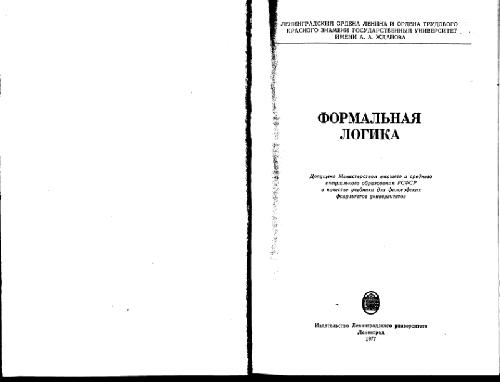 ЛЕНИНГРАДСКИЙ ОРДЕНА ЛЕНИНА И ОРДЕНА ТРУДОВОГО
КРАСНОГО ЗНАМЕНИ ГОСУДАРСТВЕННЫЙ УНИВЕРСИТЕТ
ИМЕНИ А. А. ЖДАНОВА
ФОРМАЛЬНАЯ
ЛОГИКА
Допущено Министерством высшего и среднего
специального образования РСФСР
в качестве учебника для философских
факультетов университетов
Издательство Ленинградского университета
Ленинград
1977